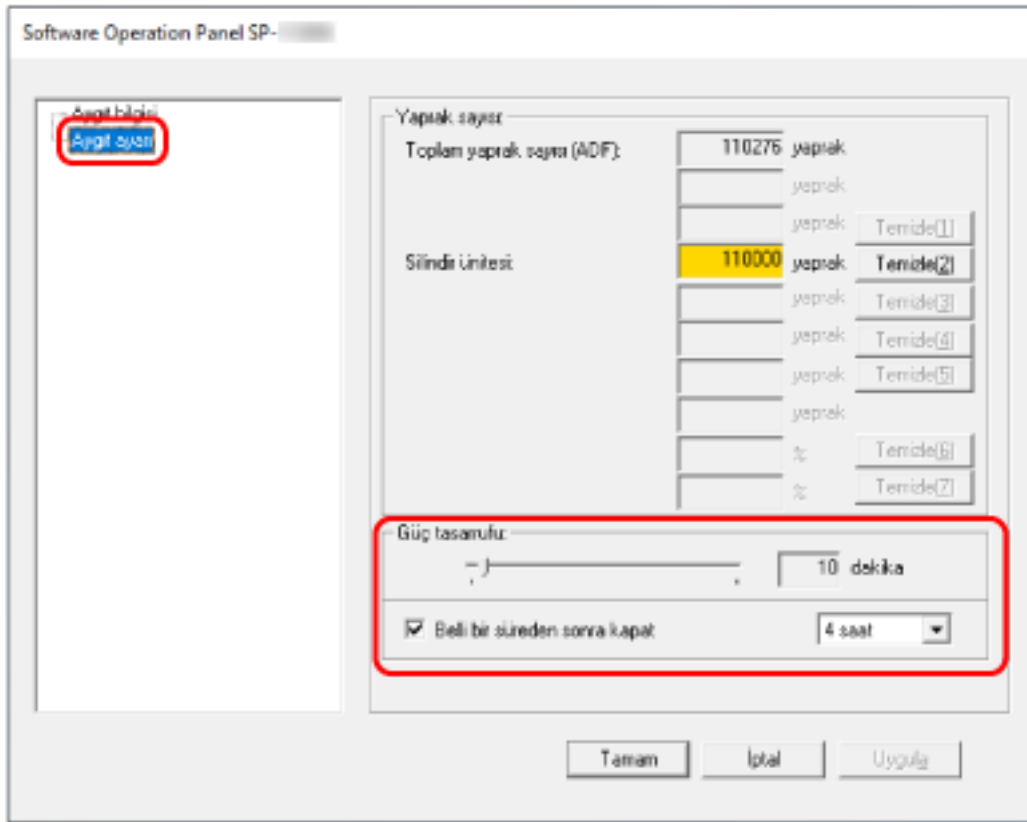 Software Operation Panel SP-
Aygıt bilgisi
Aygıt ayarı
Yaprak sayısı:
Toplam yaprak sayısı (ADF): 110276 yaprak
yaprak
yaprak Temizle(1)
Silindir ünitesi: 110000 yaprak Temizle(2)
yaprak Temizle(3)
yaprak Temizle(4)
yaprak Temizle(5)
yaprak
% Temizle(6)
% Temizle(7)
Güç tasarrufu:
10 dakika
Belli bir süreden sonra kapat 4 saat
Tamam İptal Uygula